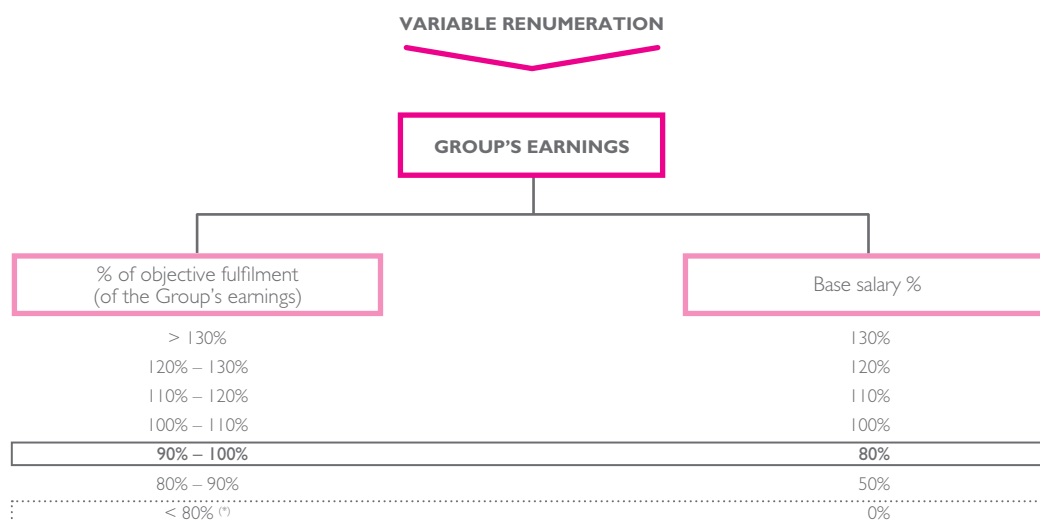 VARIABLE RENUMERATION
GROUP'S EARNINGS
% of objective fulfilment
(of the Group's earnings)
Base salary %
> 130% 130%
120% – 130% 120%
110% – 120% 110%
100% – 110% 100%
90% – 100% 80%
80% – 90% 50%
< 80% (*) 0%